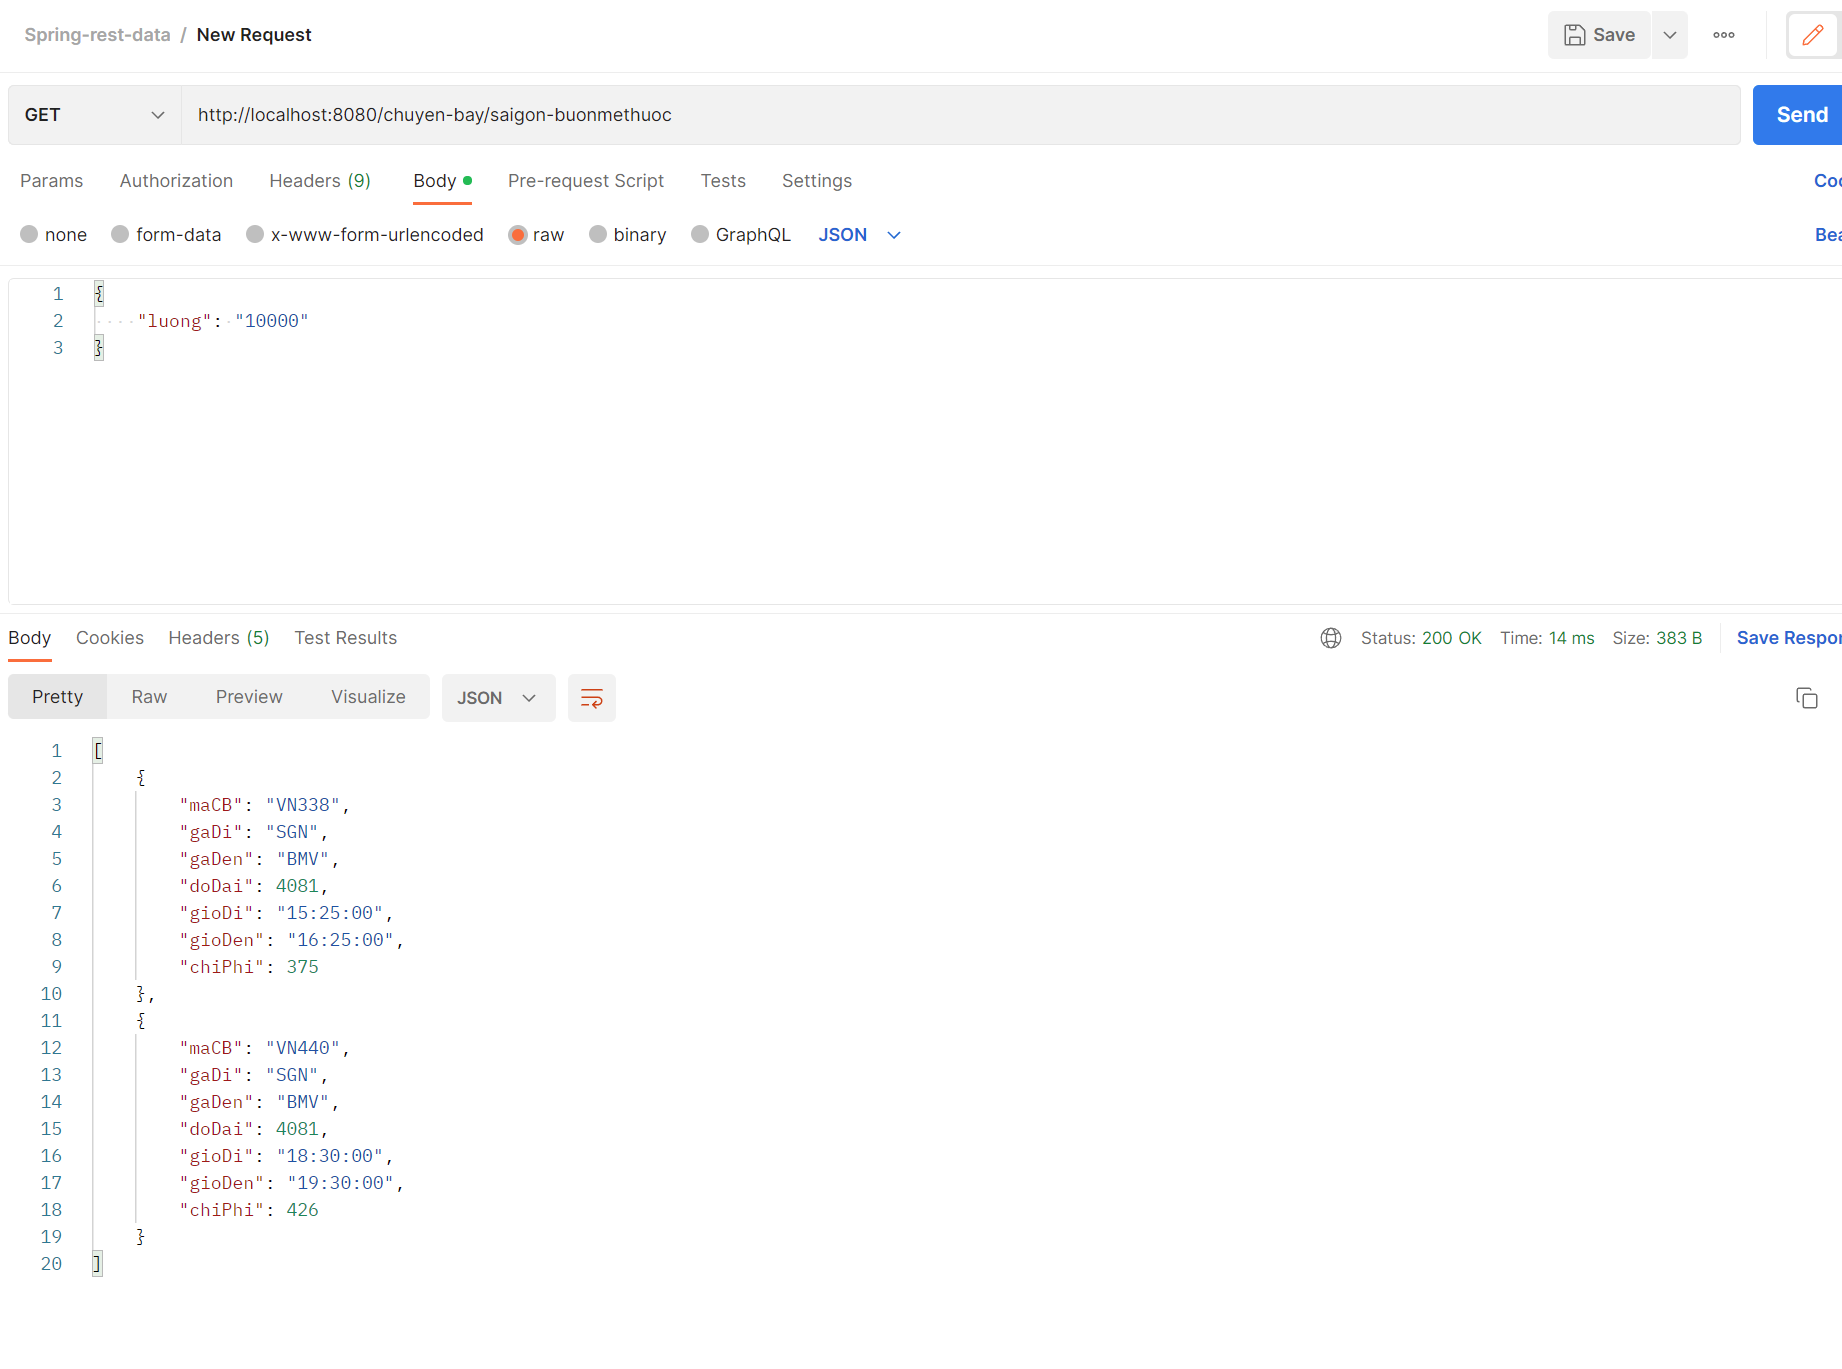 Spring-rest-data / New Request
Save
GET
http://localhost:8080/chuyen-bay/saigon-buonmethuoc
Send
Params Authorization Headers (9) Body Pre-request Script Tests Settings
none form-data x-www-form-urlencoded raw binary GraphQL JSON
1 {
2 "luong": "10000"
3 }
Body Cookies Headers (5) Test Results
Status: 200 OK Time: 14 ms Size: 383 B Save Respon
Pretty Raw Preview Visualize JSON
1 [
2 {
3 "maCB": "VN338",
4 "gaDi": "SGN",
5 "gaDen": "BMV",
6 "doDai": 4081,
7 "gioDi": "15:25:00",
8 "gioDen": "16:25:00",
9 "chiPhi": 375
10 },
11 {
12 "maCB": "VN440",
13 "gaDi": "SGN",
14 "gaDen": "BMV",
15 "doDai": 4081,
16 "gioDi": "18:30:00",
17 "gioDen": "19:30:00",
18 "chiPhi": 426
19 }
20 ]